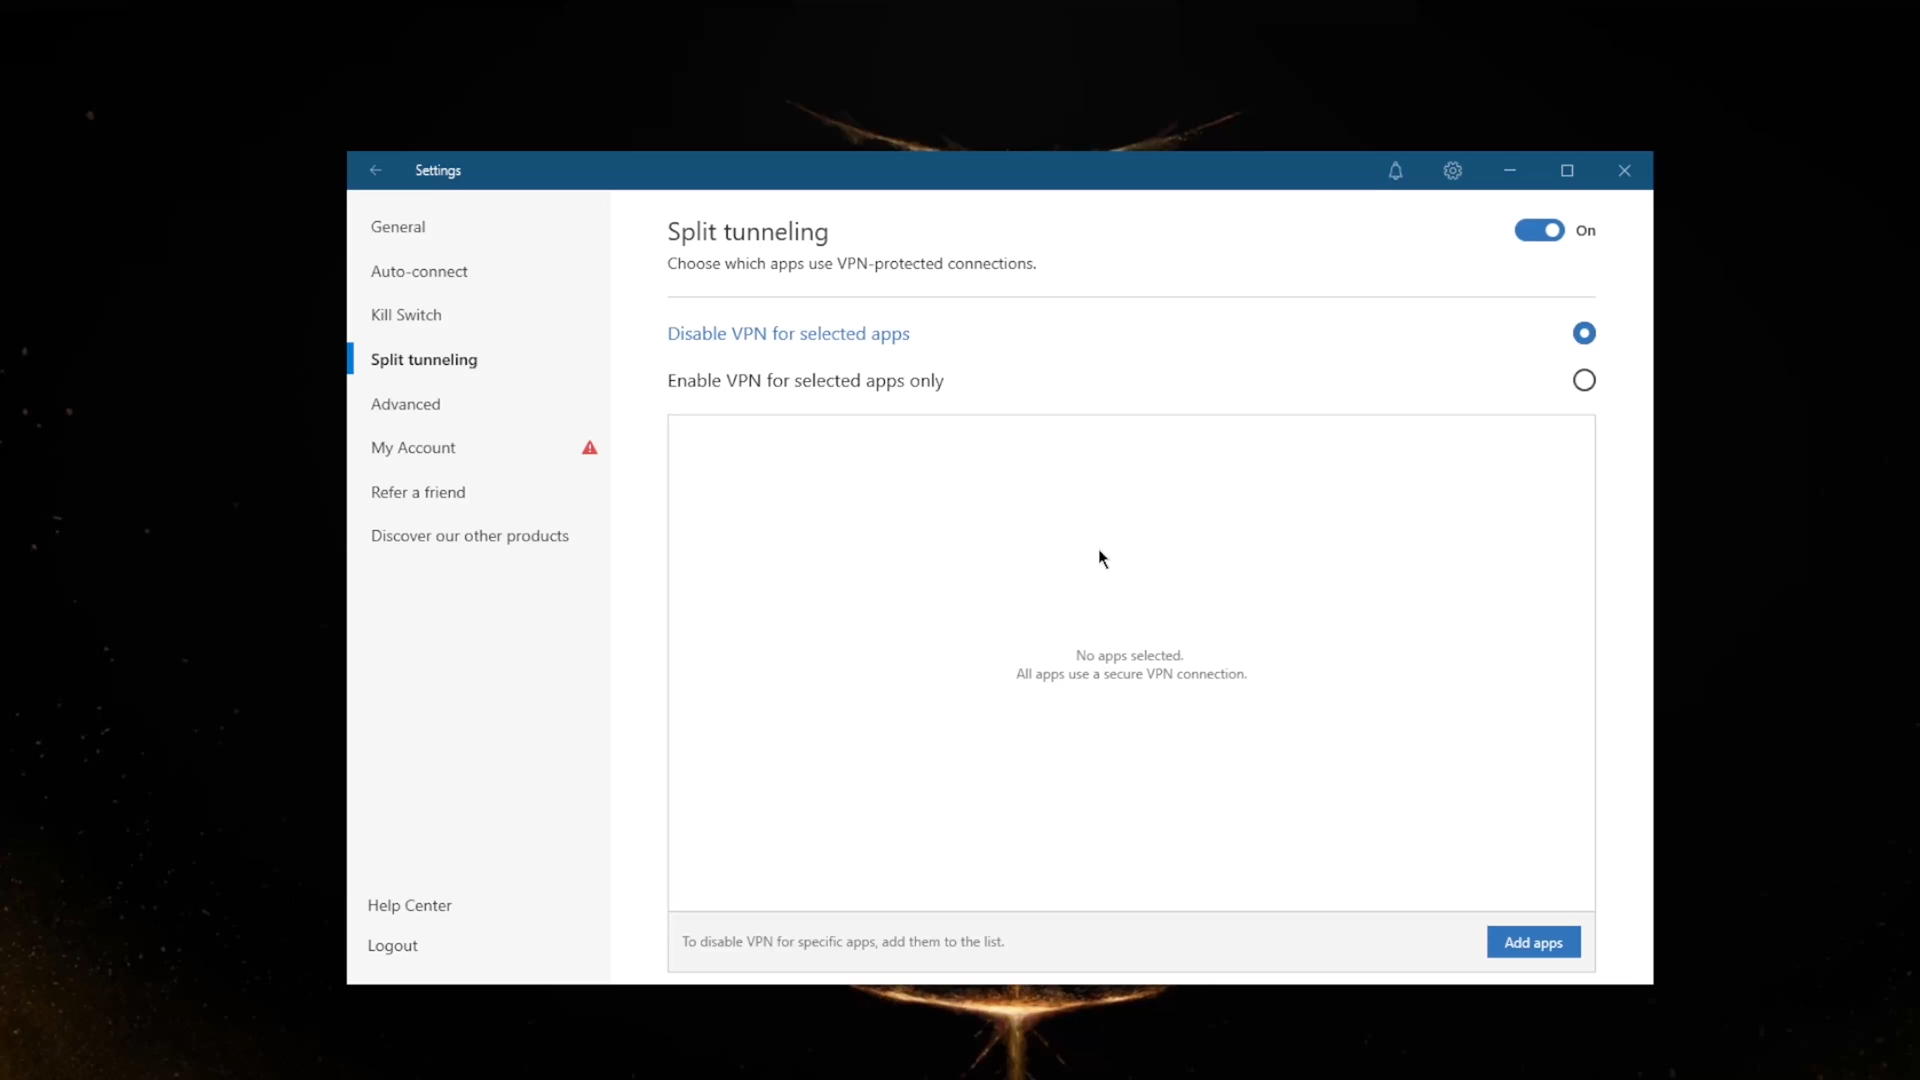 Settings
General
Auto-connect
Kill Switch
Split tunneling
Advanced
My Account
Refer a friend
Discover our other products
Help Center
Logout
Split tunneling
On
Choose which apps use VPN-protected connections.
Disable VPN for selected apps
Enable VPN for selected apps only
No apps selected.
All apps use a secure VPN connection.
To disable VPN for specific apps, add them to the list.
Add apps